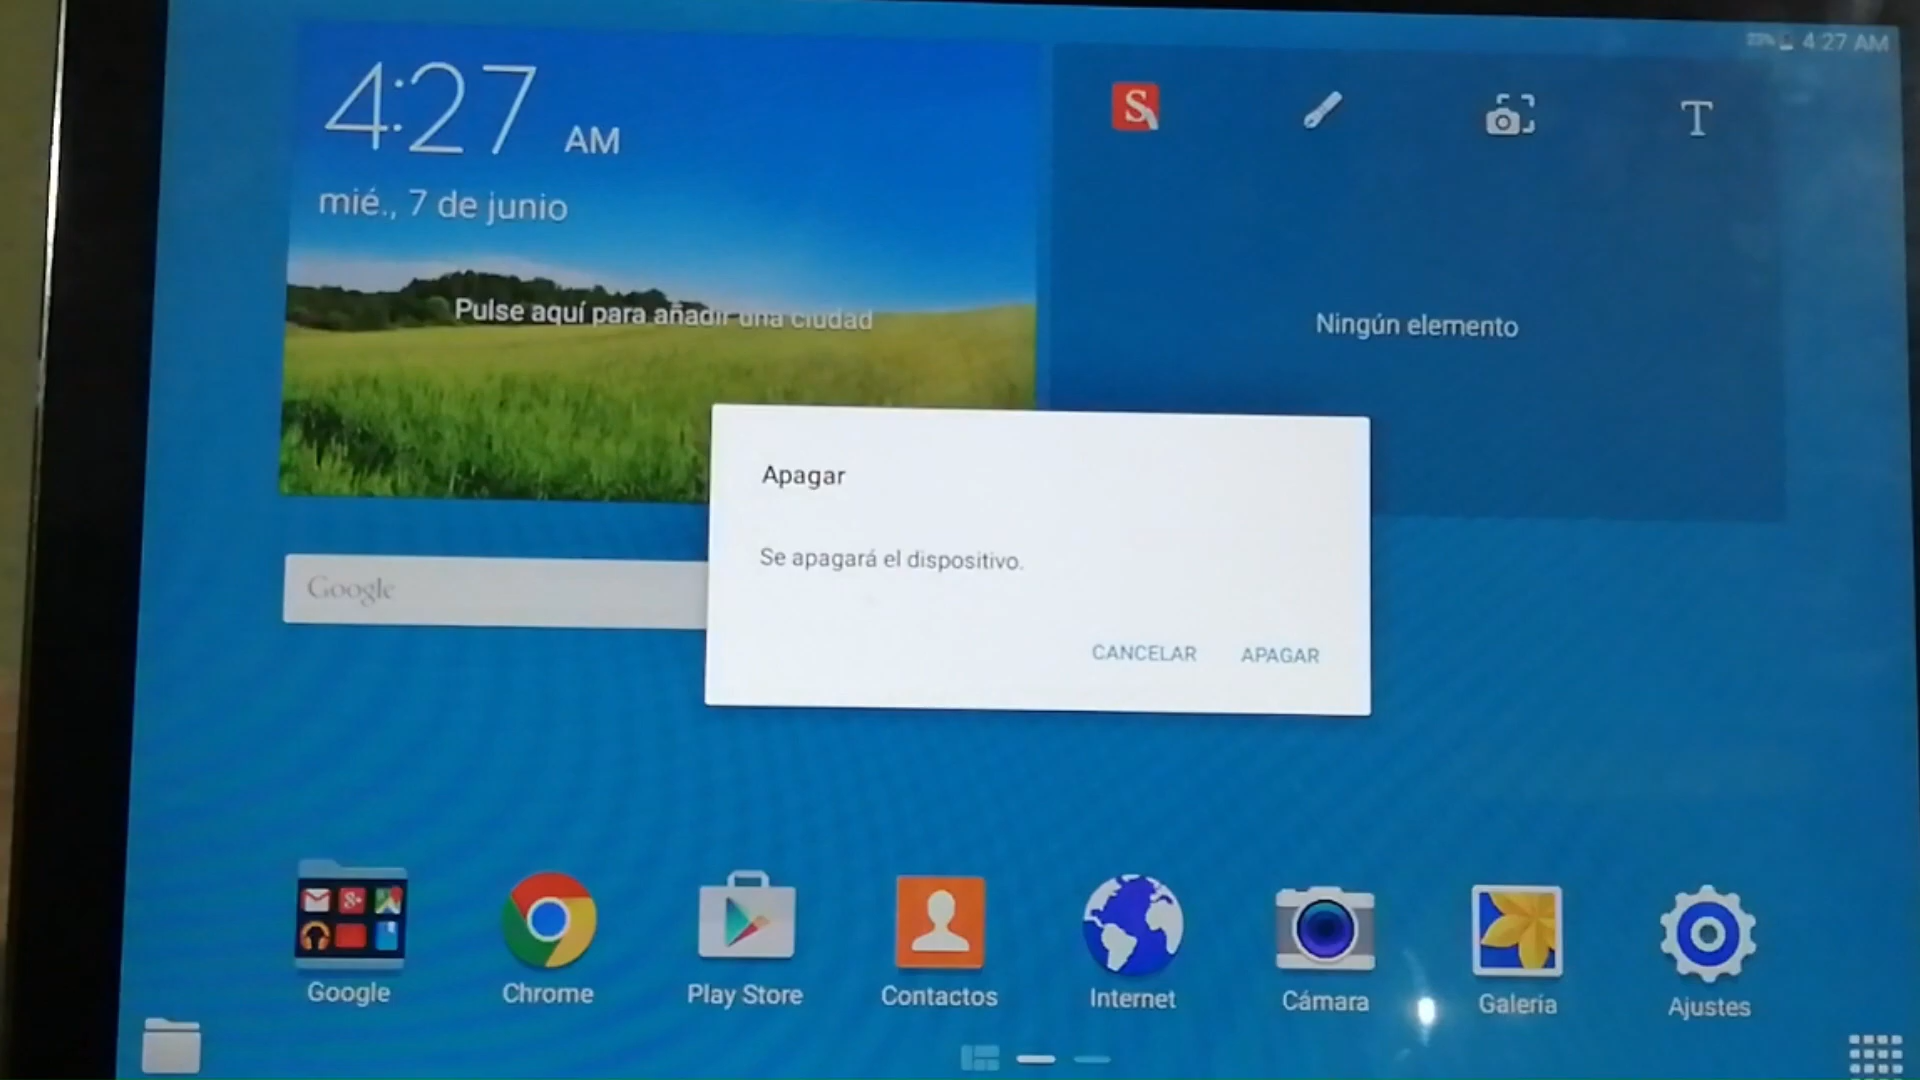 23% 4:27 AM
4:27 AM
mié., 7 de junio
Pulse aquí para añadir una ciudad
S
T
Ningún elemento
Google
Apagar
Se apagará el dispositivo.
CANCELAR APAGAR
Google Chrome Play Store Contactos Internet Cámara Galería Ajustes